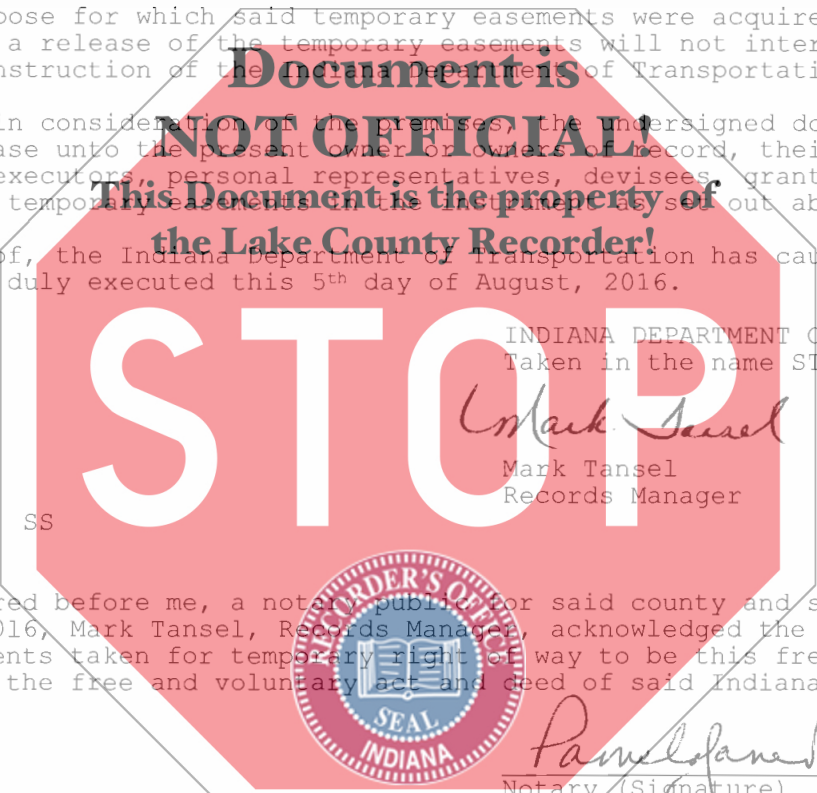 ose for which said temporary easements were acquire
a release of the temporary easements will not inter
nstruction of the Indiana Department of Transportati
Document is
NOT OFFICIAL!
in consideration of the premises, the undersigned do
ase unto the present owner or owners of record, thei
executors, personal representatives, devisees, grant
temporary easements in the instrument as set out ab
This Document is the property of
the Lake County Recorder!
of, the Indiana Department of Transportation has cau
duly executed this 5th day of August, 2016.
STOP
INDIANA DEPARTMENT O
Taken in the name ST
Mark Tansel
Mark Tansel
Records Manager
SS
red before me, a notary public for said county and s
016, Mark Tansel, Records Manager, acknowledged the
ents taken for temporary right of way to be this fre
the free and voluntary act and deed of said Indiana
RECORDER'S OFFICE
SEAL
INDIANA
Notary (Signature)